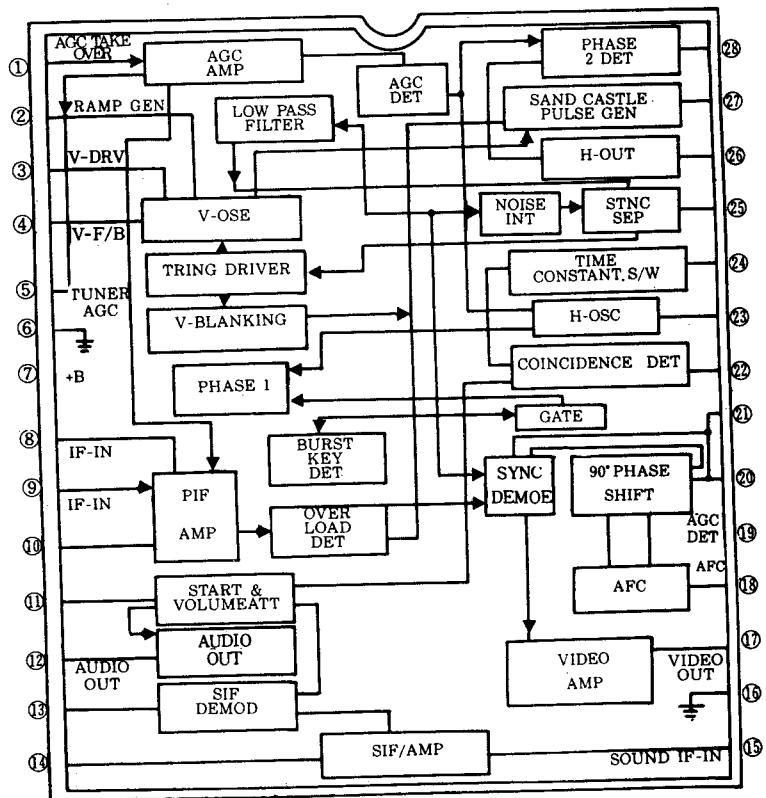 AGC TAKE
OVER
①
AGC
AMP
AGC
DET
PHASE
2 DET
㉘
②
RAMP GEN
LOW PASS
FILTER
SAND CASTLE
PULSE GEN
㉗
③
V-DRV
H-OUT
㉖
④
V-F/B
V-OSE
NOISE
INT
STNC
SEP
㉕
TRING DRIVER
TIME
CONSTANT. S/W
㉔
⑤
TUNER
AGC
V-BLANKING
H-OSC
㉓
⑥
⑦
+B
PHASE 1
COINCIDENCE DET
㉒
GATE
㉑
⑧
IF-IN
BURST
KEY
DET
SYNC
DEMOE
90° PHASE
SHIFT
⑳
⑨
IF-IN
PIF
AMP
OVER
LOAD
DET
AGC
DET
⑲
⑩
AFC
AFC
⑱
⑪
START &
VOLUMEATT
⑫
AUDIO
OUT
AUDIO
OUT
VIDEO
AMP
⑰
VIDEO
OUT
⑯
⑬
SIF
DEMOD
⑭
SIF/AMP
SOUND IF-IN
⑮